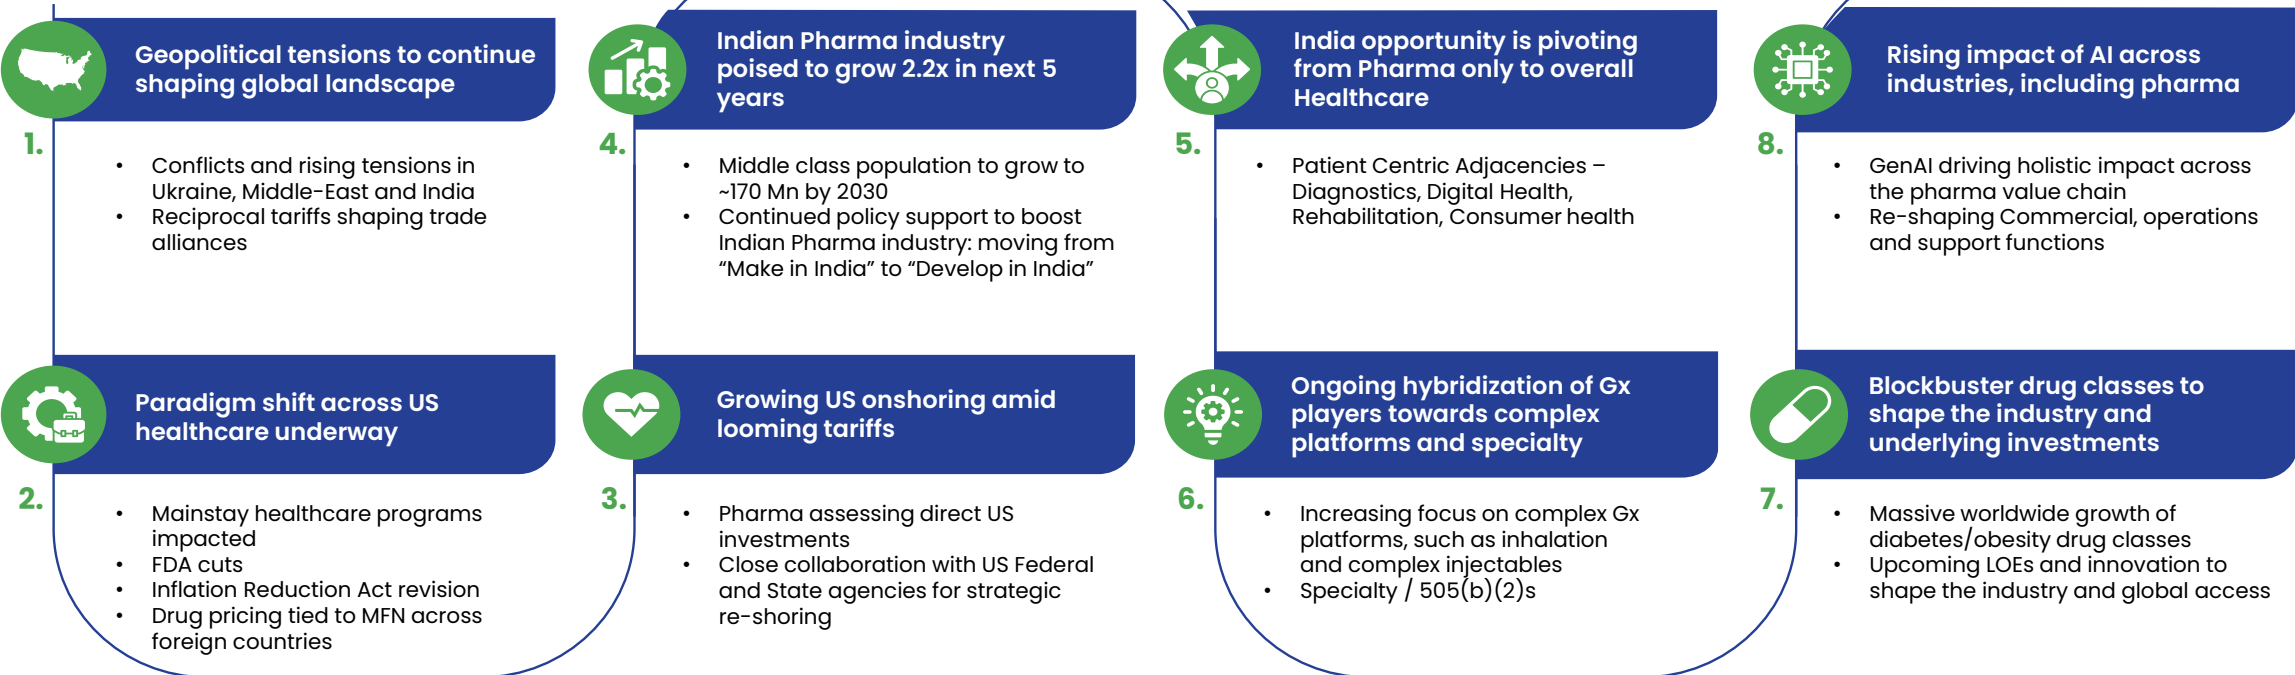 Geopolitical tensions to continue
shaping global landscape
1.
• Conflicts and rising tensions in
Ukraine, Middle-East and India
• Reciprocal tariffs shaping trade
alliances
Paradigm shift across US
healthcare underway
2.
• Mainstay healthcare programs
impacted
• FDA cuts
• Inflation Reduction Act revision
• Drug pricing tied to MFN across
foreign countries
Growing US onshoring amid
looming tariffs
3.
• Pharma assessing direct US
investments
• Close collaboration with US Federal
and State agencies for strategic
re-shoring
Indian Pharma industry
poised to grow 2.2x in next 5
years
4.
• Middle class population to grow to
~170 Mn by 2030
• Continued policy support to boost
Indian Pharma industry: moving from
“Make in India” to “Develop in India”
India opportunity is pivoting
from Pharma only to overall
Healthcare
5.
• Patient Centric Adjacencies –
Diagnostics, Digital Health,
Rehabilitation, Consumer health
Ongoing hybridization of Gx
players towards complex
platforms and specialty
6.
• Increasing focus on complex Gx
platforms, such as inhalation
and complex injectables
• Specialty / 505(b)(2)s
Blockbuster drug classes to
shape the industry and
underlying investments
7.
• Massive worldwide growth of
diabetes/obesity drug classes
• Upcoming LOEs and innovation to
shape the industry and global access
Rising impact of AI across
industries, including pharma
8.
• GenAI driving holistic impact across
the pharma value chain
• Re-shaping Commercial, operations
and support functions